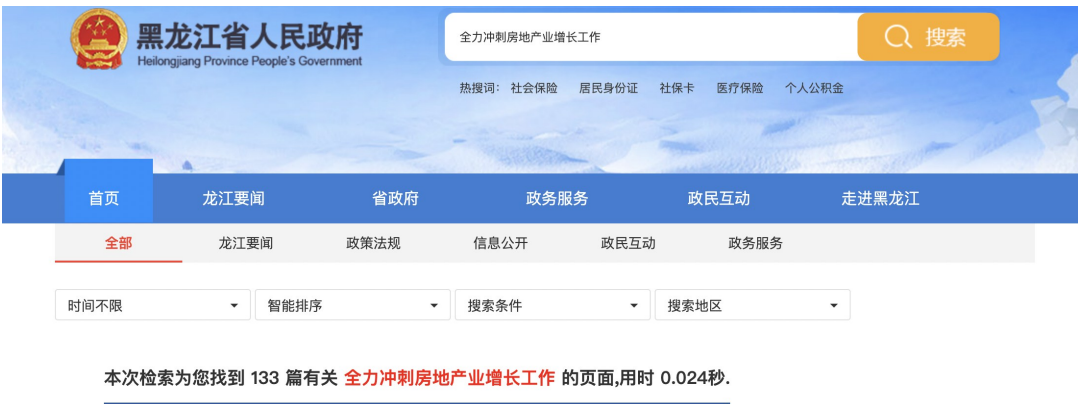 黑龙江省人民政府
Heilongjiang Province People's Government
全力冲刺房地产业增长工作
搜索
热搜词: 社会保险 居民身份证 社保卡 医疗保险 个人公积金
首页 龙江要闻 省政府 政务服务 政民互动 走进黑龙江
全部 龙江要闻 政策法规 信息公开 政民互动 政务服务
时间不限 智能排序 搜索条件 搜索地区
本次检索为您找到 133 篇有关 全力冲刺房地产业增长工作 的页面,用时 0.024秒.